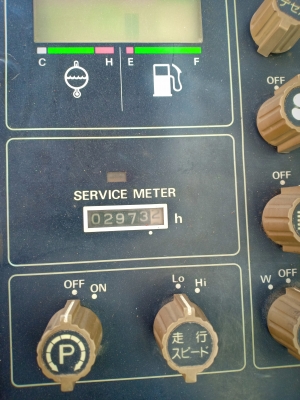 C H E F
OFF
SERVICE METER
02973 h
OFF
Lo Hi
OFF ON
W OFF
P
走行
スピード